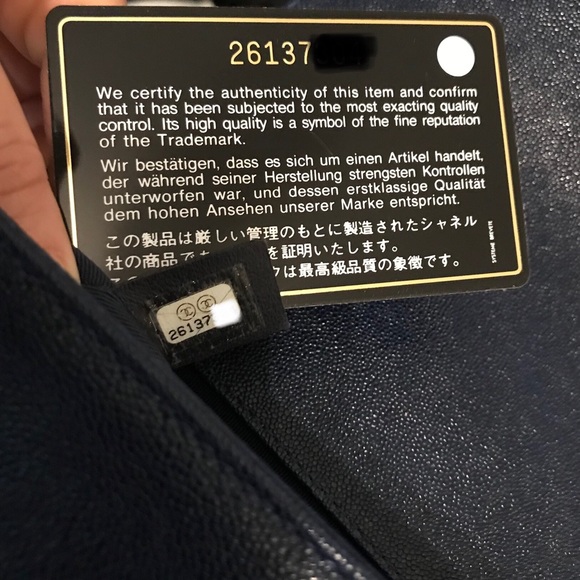 26137
We certify the authenticity of this item and confirm
that it has been subjected to the most exacting quality
control. Its high quality is a symbol of the fine reputation
of the Trademark.
Wir bestätigen, dass es sich um einen Artikel handelt,
der während seiner Herstellung strengsten Kontrollen
unterworfen war, und dessen erstklassige Qualität
dem hohen Ansehen unserer Marke entspricht.
この製品は厳しい管理のもとに製造されたシャネル
社の商品で を証明いたします。
クは最高級品質の象徴です。
SYSTEME BREVETE
26137